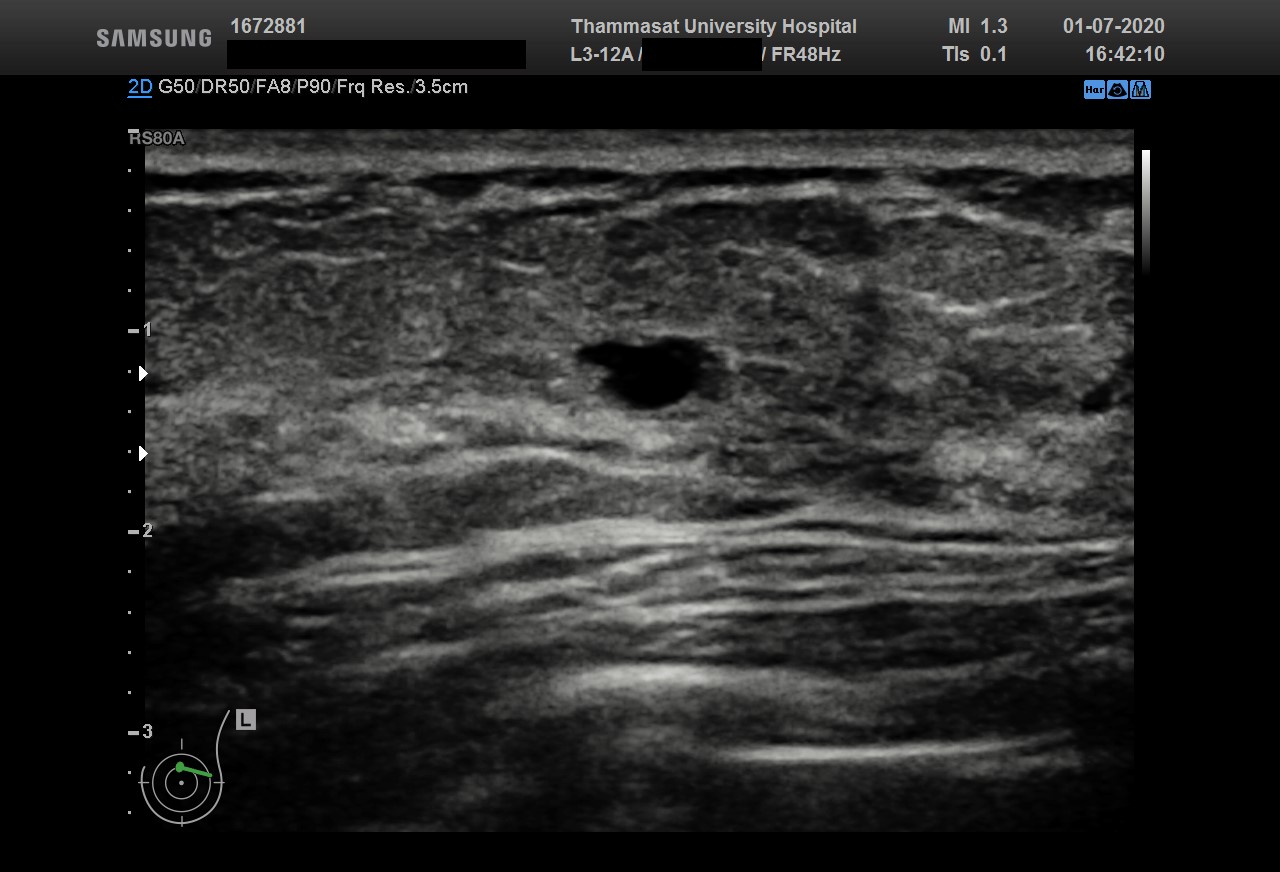 SAMSUNG
1672881
Thammasat University Hospital
MI 1.3
01-07-2020
L3-12A / / FR48Hz
TIs 0.1
16:42:10
2D G50/DR50/FA8/P90/Frq Res./3.5cm
Har
RS80A
1
2
3
L